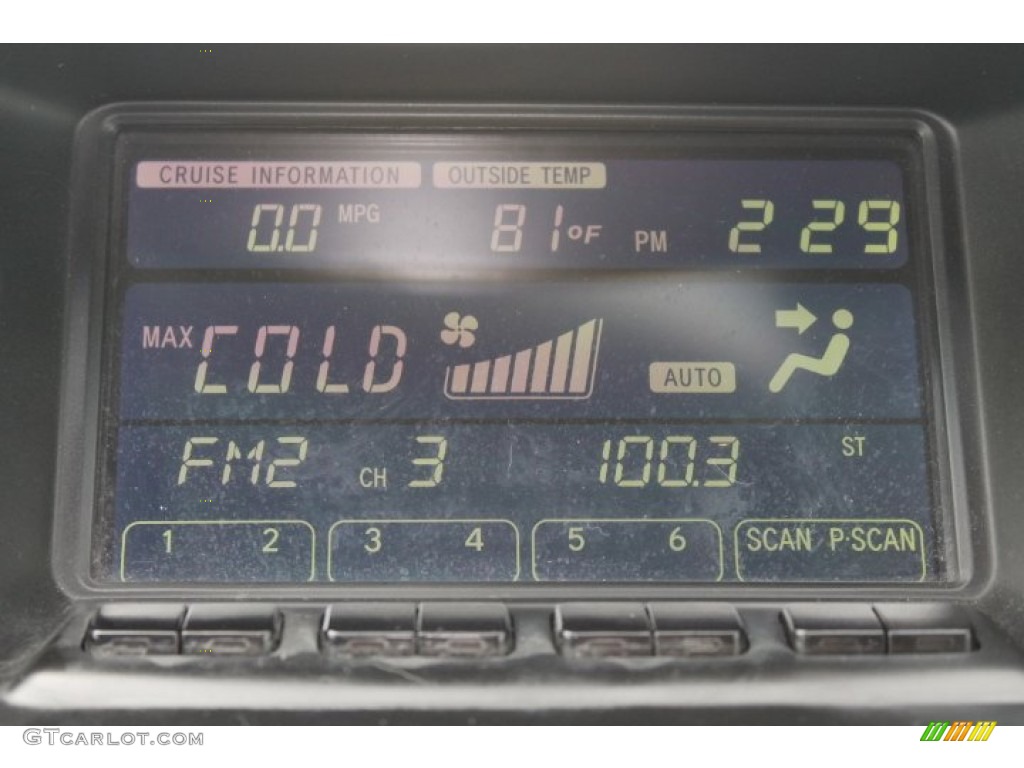 CRUISE INFORMATION OUTSIDE TEMP
0.0 MPG 81 °F PM 2 29
MAX COLD AUTO
FM2 CH 3 100.3 ST
1 2 3 4 5 6 SCAN P·SCAN
GTCARLOT.COM